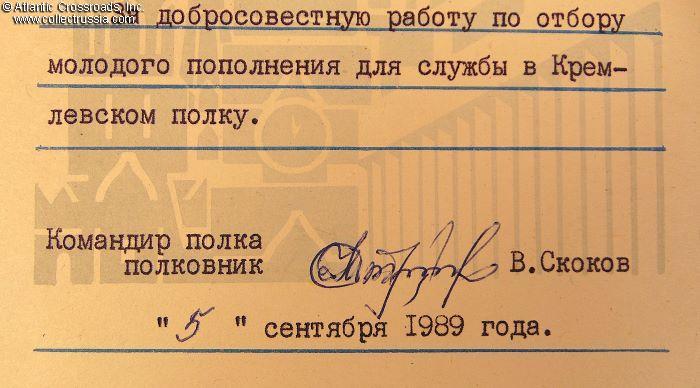 © Atlantic Crossroads, Inc.
collectrussia.com
за добросовестную работу по отбору
молодого пополнения для службы в Крем-
левском полку.
Командир полка
полковник В.Скоков
" 5 " сентября 1989 года.